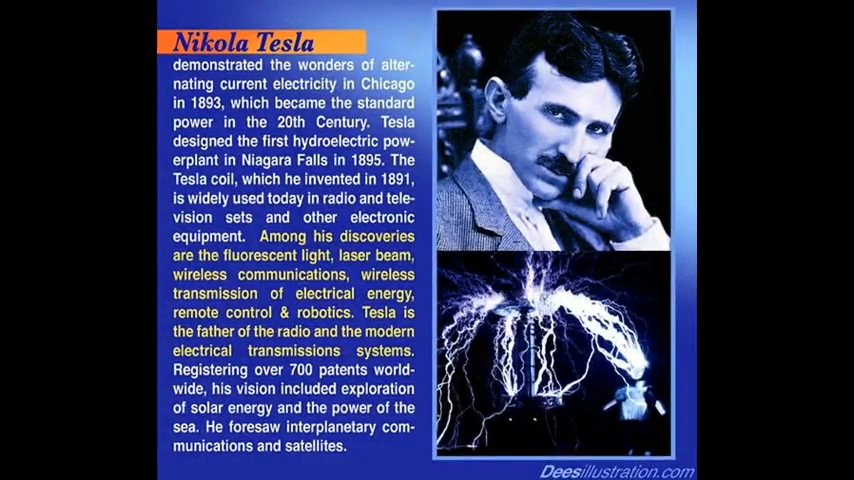 Nikola Tesla
demonstrated the wonders of alter-
nating current electricity in Chicago
in 1893, which became the standard
power in the 20th Century. Tesla
designed the first hydroelectric pow-
erplant in Niagara Falls in 1895. The
Tesla coil, which he invented in 1891,
is widely used today in radio and tele-
vision sets and other electronic
equipment. Among his discoveries
are the fluorescent light, laser beam,
wireless communications, wireless
transmission of electrical energy,
remote control & robotics. Tesla is
the father of the radio and the modern
electrical transmissions systems.
Registering over 700 patents world-
wide, his vision included exploration
of solar energy and the power of the
sea. He foresaw interplanetary com-
munications and satellites.
Deesillustration.com